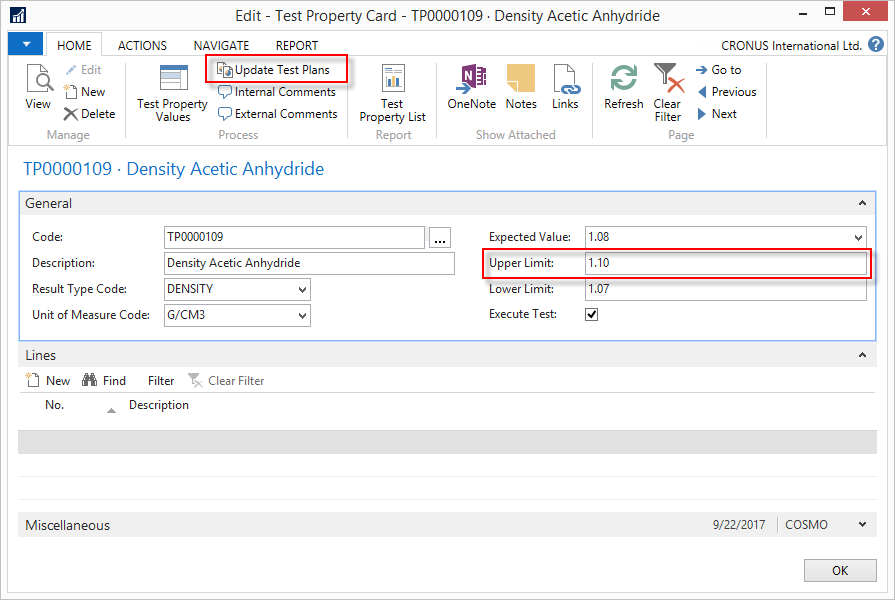 Edit - Test Property Card - TP0000109 · Density Acetic Anhydride
HOME ACTIONS NAVIGATE REPORT CRONUS International Ltd. ?
View
Edit
New
Delete
Manage
Test Property
Values
Update Test Plans
Internal Comments
External Comments
Process
Test
Property List
Report
OneNote
Notes
Links
Show Attached
Refresh
Clear
Filter
Go to
Previous
Next
Page
TP0000109 · Density Acetic Anhydride
General
Code: TP0000109 ...
Description: Density Acetic Anhydride
Result Type Code: DENSITY
Unit of Measure Code: G/CM3
Expected Value: 1.08
Upper Limit: 1.10
Lower Limit: 1.07
Execute Test:
Lines
New Find Filter Clear Filter
No. Description
Miscellaneous 9/22/2017 COSMO
OK